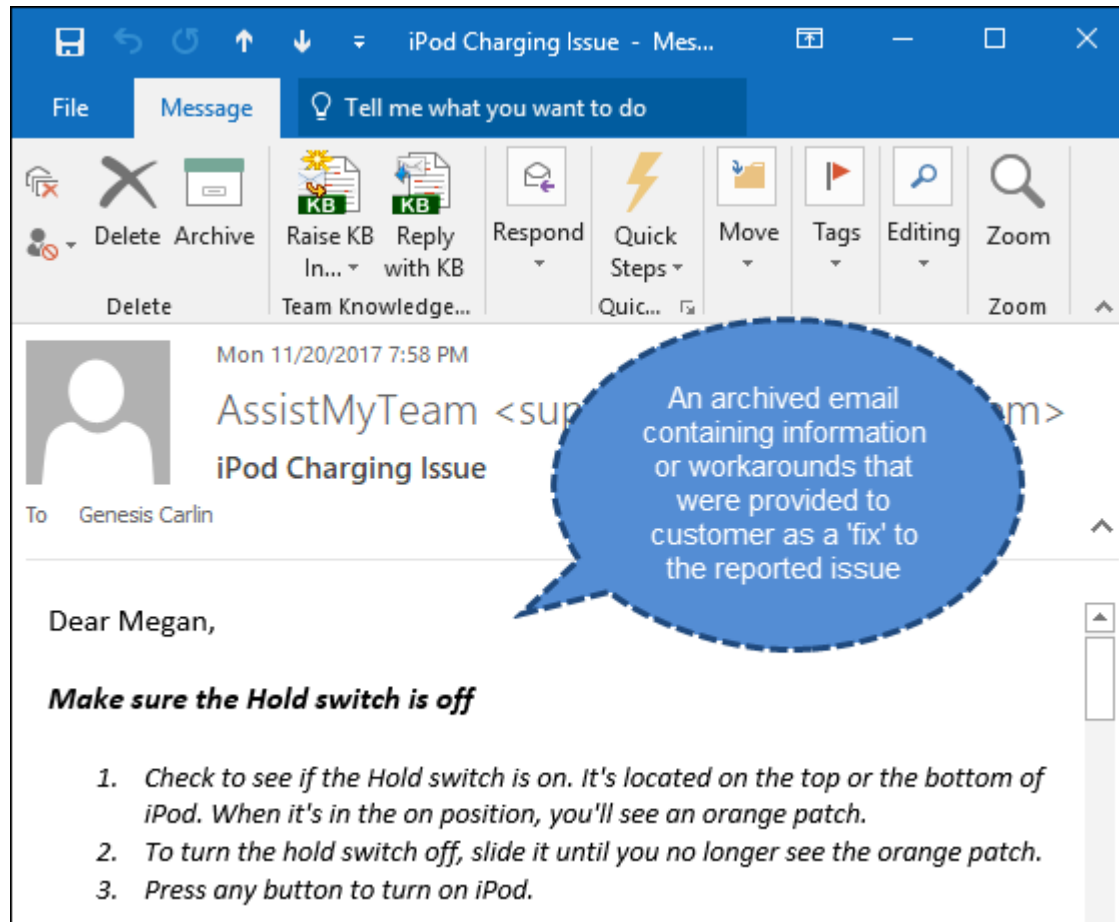 iPod Charging Issue - Mes...
File Message Tell me what you want to do
KB KB
Delete Archive Raise KB Reply Respond Quick Move Tags Editing Zoom
In... with KB Steps
Delete Team Knowledge... Quic... Zoom
Mon 11/20/2017 7:58 PM
AssistMyTeam <sup m>
iPod Charging Issue
To Genesis Carlin
An archived email
containing information
or workarounds that
were provided to
customer as a 'fix' to
the reported issue
Dear Megan,
Make sure the Hold switch is off
1. Check to see if the Hold switch is on. It's located on the top or the bottom of
iPod. When it's in the on position, you'll see an orange patch.
2. To turn the hold switch off, slide it until you no longer see the orange patch.
3. Press any button to turn on iPod.